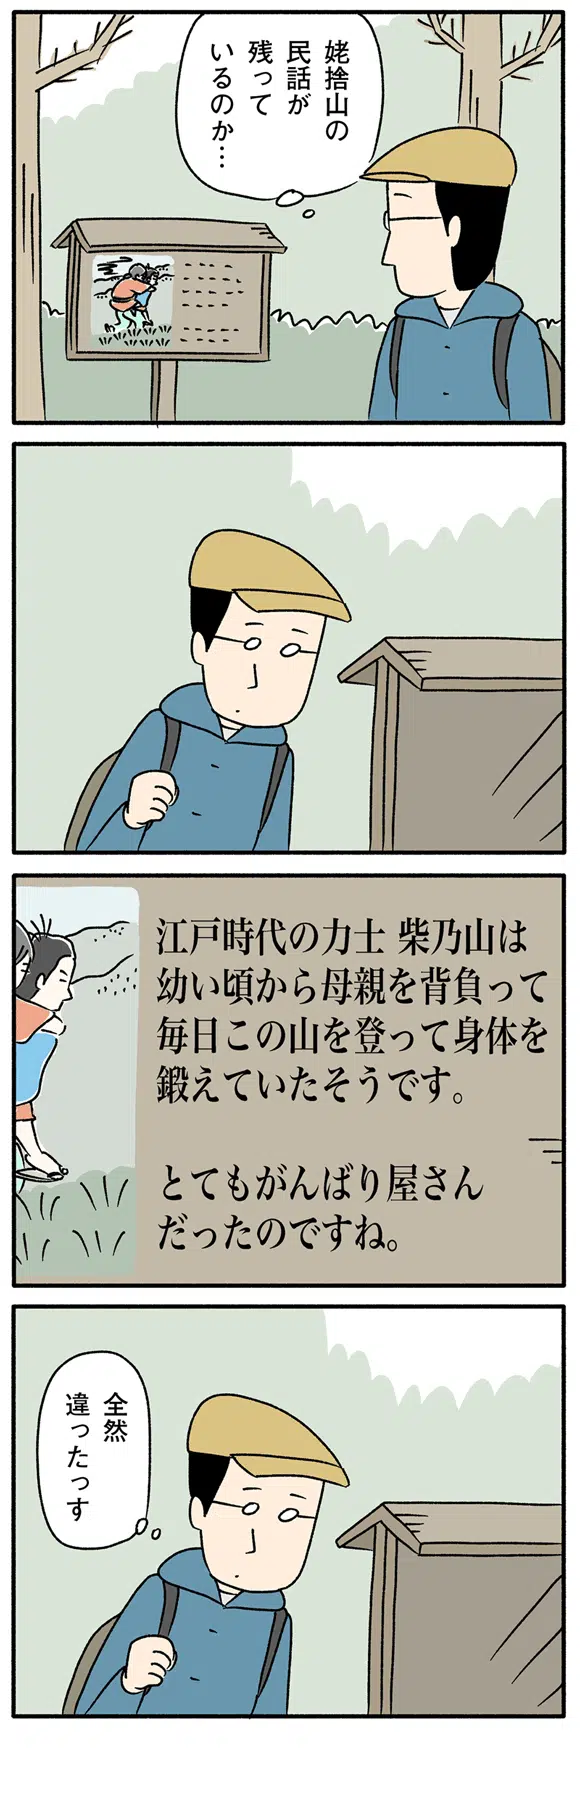 姥捨山の
民話が
残って
いるのか…
江戸時代の力士 柴乃山は
幼い頃から母親を背負って
毎日この山を登って身体を
鍛えていたそうです。
とてもがんばり屋さん
だったのですね。
全然
違ったっす